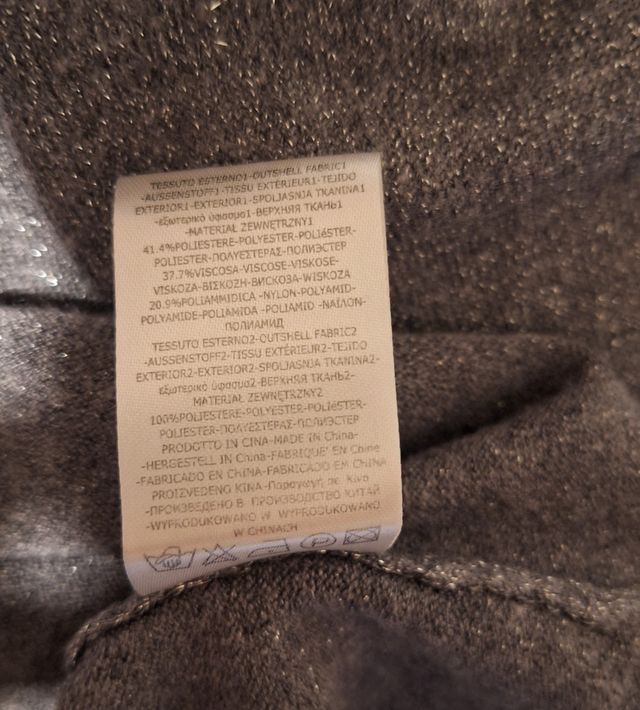 TESSUTO ESTERNO1-OUTSHELL FABRIC1
-AUSSENSTOFF1-TISSU EXTÉRIEUR1-TEJIDO
EXTERIOR1-EXTERIOR1-SPOLJASNJA TKANINA1
-εξωτερικό ύφασμα1-ВЕРХНЯЯ ТКАНЬ1
-MATERIAŁ ZEWNĘTRZNY1
41.4%POLIESTERE-POLYESTER-POLIÉSTER-
POLIESTER-ΠΟΛΥΕΣΤΕΡΑΣ-ПОЛИЭСТЕР
37.7%VISCOSA-VISCOSE-VISKOSE-
VISKOZA-ΒΙΣΚΟΖΗ-ВИСКОЗА-WISKOZA
20.9%POLIAMMIDICA-NYLON-POLYAMID-
POLYAMIDE-POLIAMIDA-POLIAMID-ΝΑΪΛΟΝ-
ПОЛИАМИД
TESSUTO ESTERNO2-OUTSHELL FABRIC2
-AUSSENSTOFF2-TISSU EXTÉRIEUR2-TEJIDO
EXTERIOR2-EXTERIOR2-SPOLJASNJA TKANINA2-
εξωτερικό ύφασμα2-ВЕРХНЯЯ ТКАНЬ2-
MATERIAŁ ZEWNĘTRZNY2
100%POLIESTERE-POLYESTER-POLIÉSTER-
POLIESTER-ΠΟΛΥΕΣΤΕΡΑΣ-ПОЛИЭСТЕР
PRODOTTO IN CINA-MADE IN China-
-HERGESTELL IN China-FABRIQUE' EN Chine
-FABRICADO EN CHINA-FABRICADO EM CHINA
PROIZVEDENO KINA-Παραγωγή σε Κίνα
-ПРОИЗВЕДЕНО В ПРОИЗВОДСТВО КИТАЙ
-WYPRODUKOWANO W WYPRODUKOWANO
W CHINACH